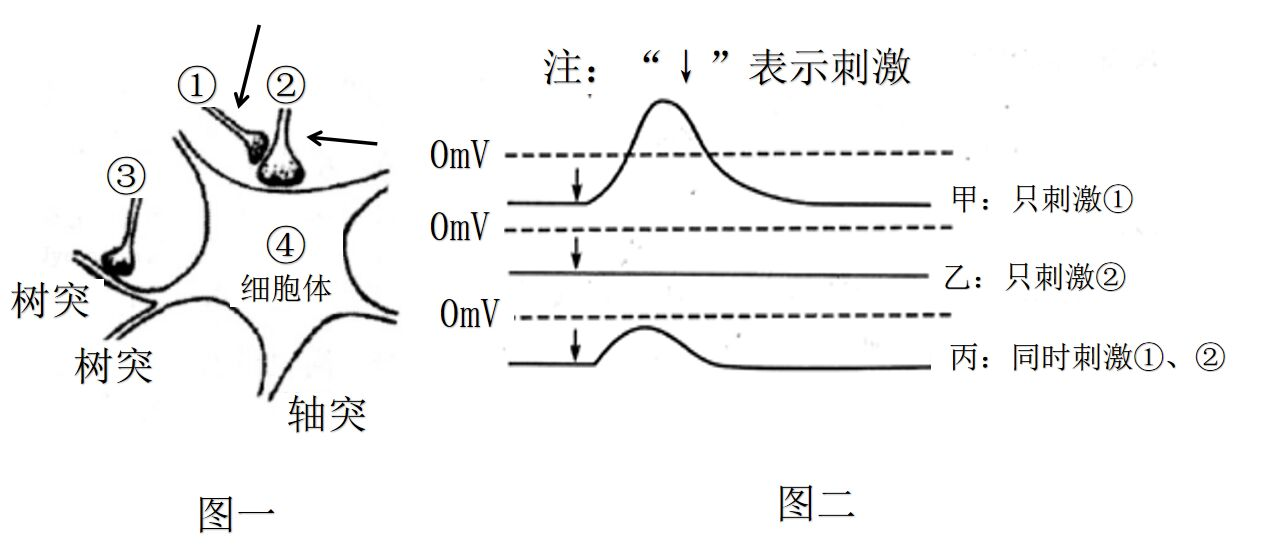 ① ②
③
④
细胞体
树突
树突
轴突
图一
注：“↓”表示刺激
0mV
甲：只刺激①
0mV
乙：只刺激②
0mV
丙：同时刺激①、②
图二